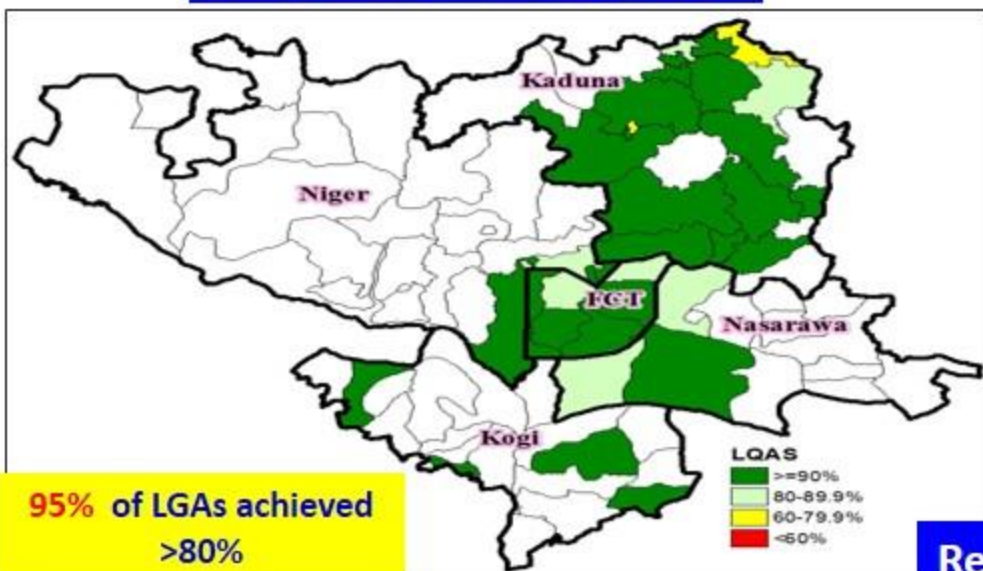 Kaduna
Niger
FCT
Nasarawa
Kogi
LQAS
>=90%
80-89.9%
60-79.9%
<60%
95% of LGAs achieved
>80%